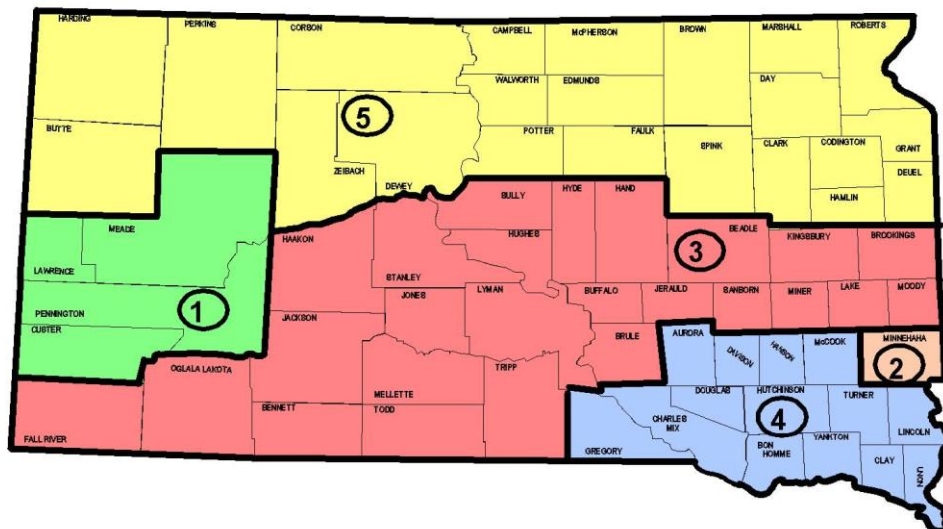 HARDING
PERKINS
CORSON
CAMPBELL
McPHERSON
BROWN
MARSHALL
ROBERTS
WALWORTH
EDMUNDS
DAY
5
BUTTE
POTTER
FAULK
SPINK
CLARK
CODINGTON
GRANT
ZEIBACH
DEWEY
DEUEL
HAMLIN
SULLY
HYDE
HAND
MEADE
HAAKON
HUGHES
BEADLE
KINGSBURY
BROOKINGS
3
LAWRENCE
STANLEY
PENNINGTON
1
JONES
LYMAN
BUFFALO
JERAULD
SANBORN
MINER
LAKE
MOODY
CUSTER
JACKSON
BRULE
AURORA
DAVISON
HANSON
McCOOK
MINNEHAHA
2
OGLALA LAKOTA
TRIPP
MELLETTE
DOUGLAS
HUTCHINSON
TURNER
BENNETT
TODD
CHARLES
MIX
4
LINCOLN
FALL RIVER
GREGORY
BON
HOMME
YANKTON
CLAY
UNION